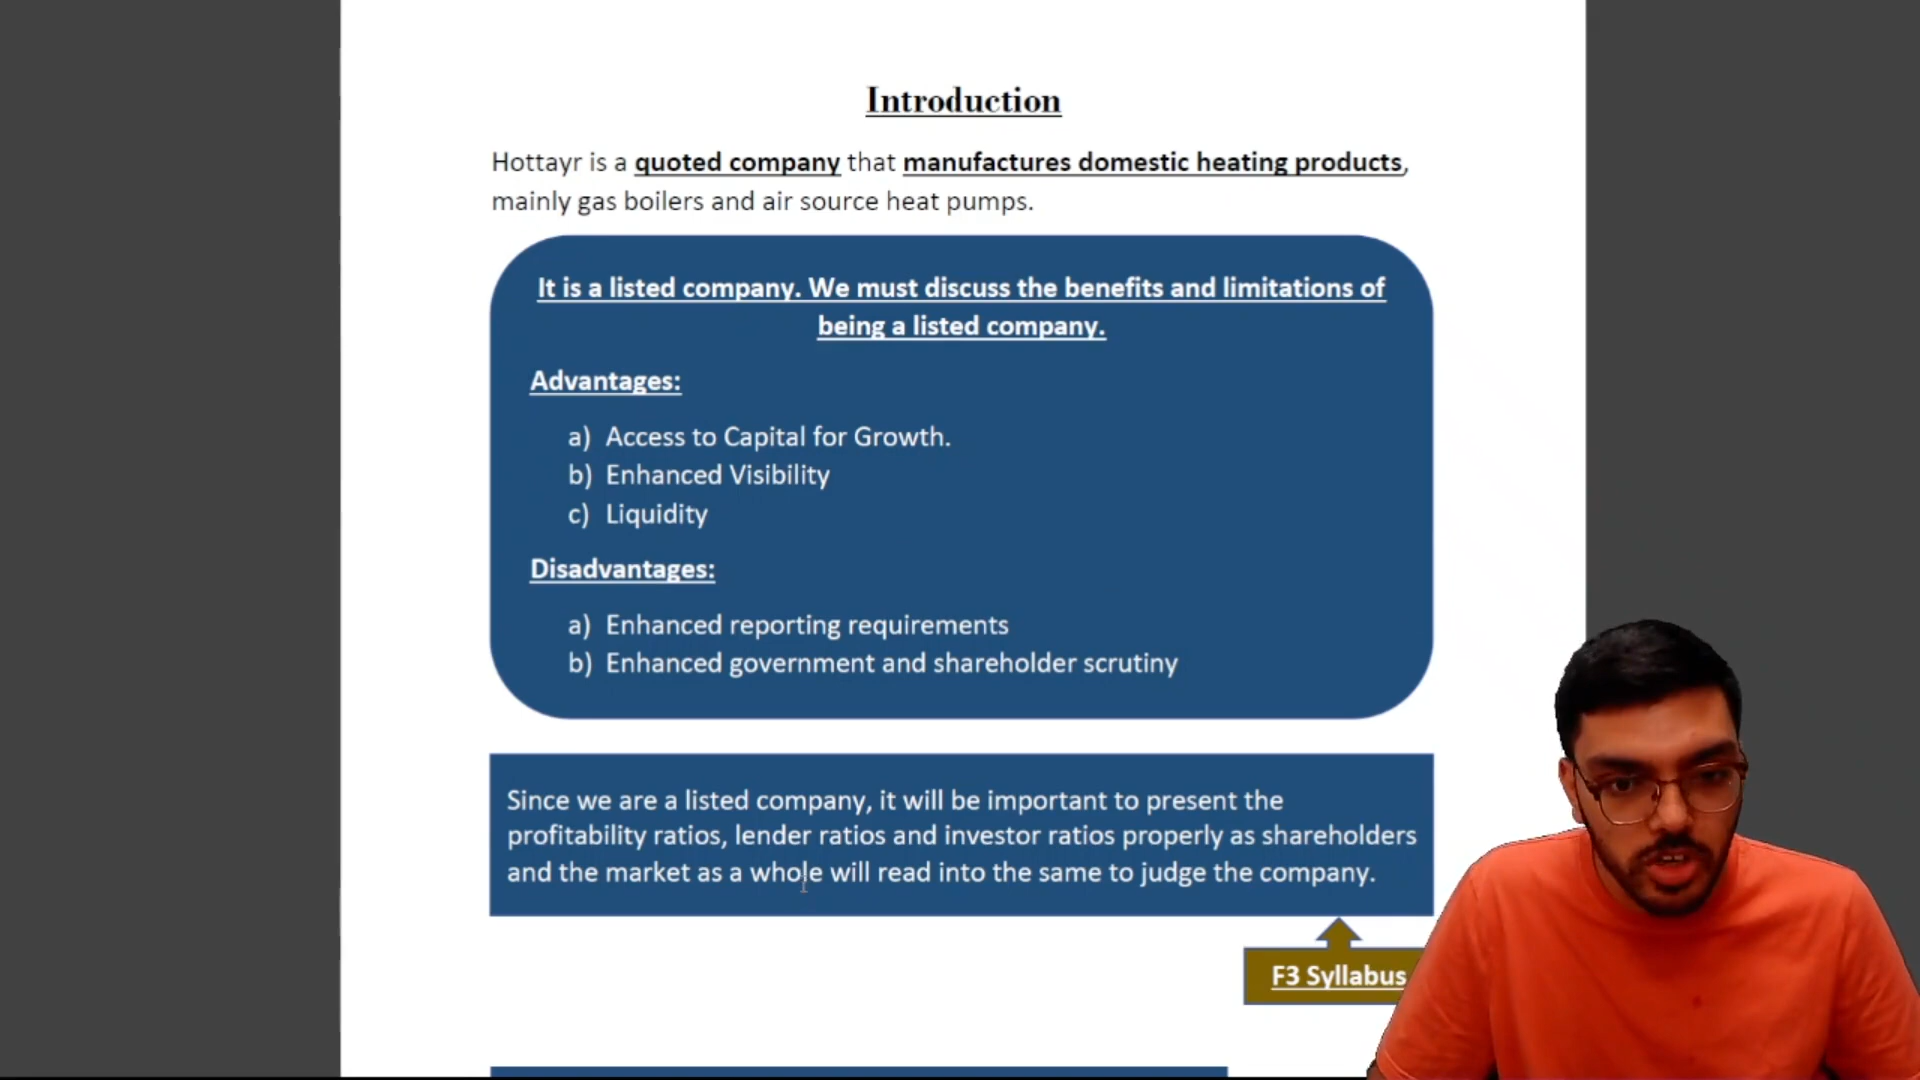 Introduction
Hottayr is a quoted company that manufactures domestic heating products,
mainly gas boilers and air source heat pumps.
It is a listed company. We must discuss the benefits and limitations of
being a listed company.
Advantages:
a) Access to Capital for Growth.
b) Enhanced Visibility
c) Liquidity
Disadvantages:
a) Enhanced reporting requirements
b) Enhanced government and shareholder scrutiny
Since we are a listed company, it will be important to present the
profitability ratios, lender ratios and investor ratios properly as shareholders
and the market as a whole will read into the same to judge the company.
F3 Syllabus